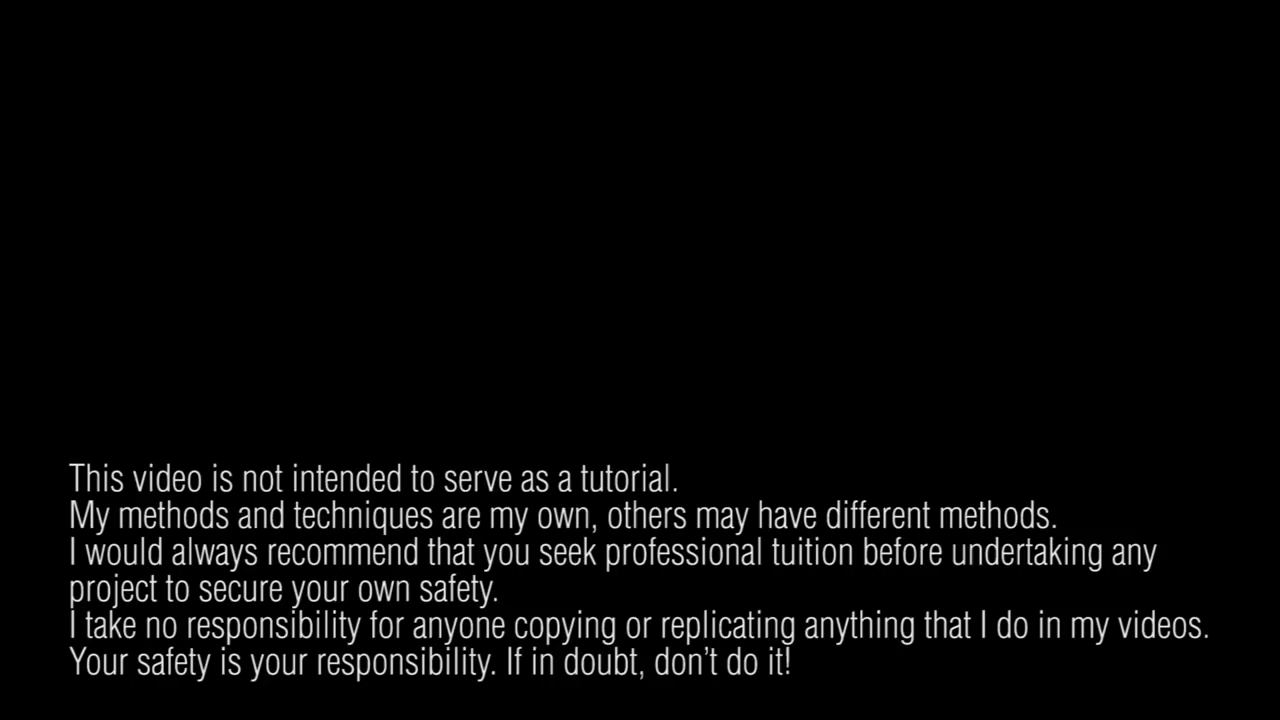 This video is not intended to serve as a tutorial.
My methods and techniques are my own, others may have different methods.
I would always recommend that you seek professional tuition before undertaking any
project to secure your own safety.
I take no responsibility for anyone copying or replicating anything that I do in my videos.
Your safety is your responsibility. If in doubt, don’t do it!